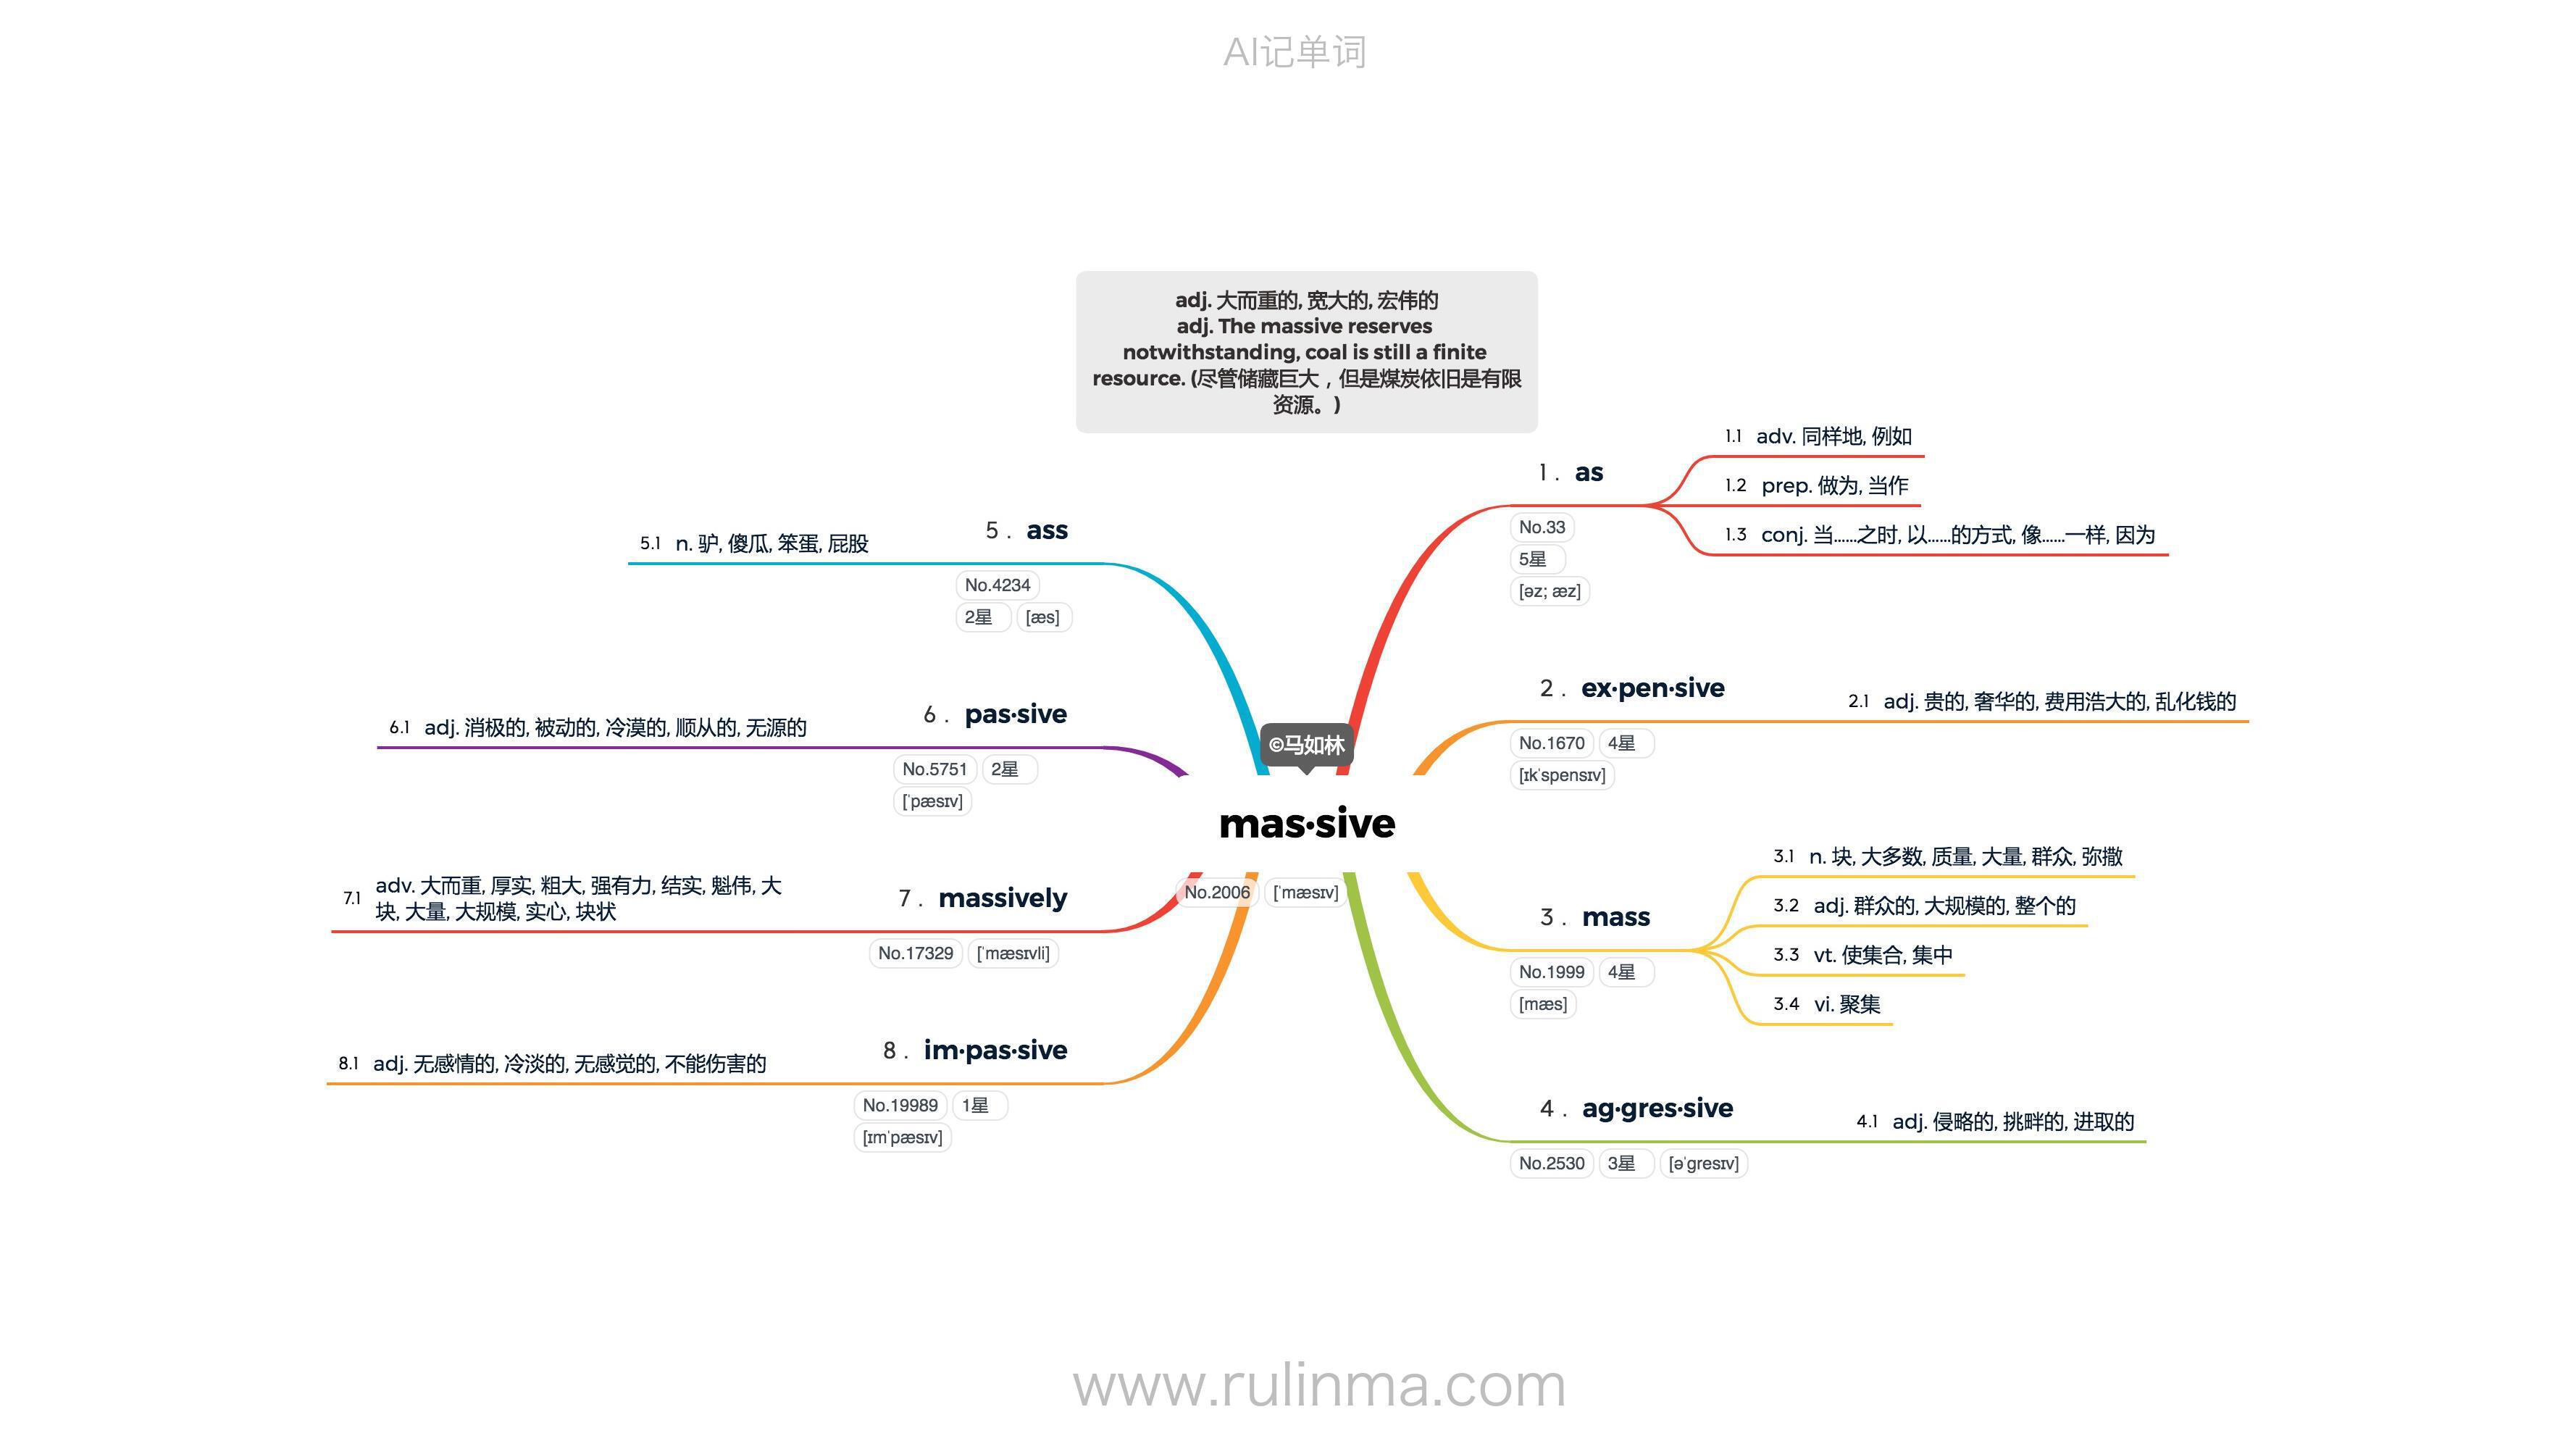 AI记单词
adj. 大而重的, 宽大的, 宏伟的
adj. The massive reserves
notwithstanding, coal is still a finite
resource. (尽管储藏巨大，但是煤炭依旧是有限
资源。)
©马如林
mas·sive
No.2006 [ˈmæsɪv]
1. as
No.33
5星
[əz; æz]
1.1 adv. 同样地, 例如
1.2 prep. 做为, 当作
1.3 conj. 当……之时, 以……的方式, 像……一样, 因为
2. ex·pen·sive
No.1670 4星
[ɪkˈspensɪv]
2.1 adj. 贵的, 奢华的, 费用浩大的, 乱化钱的
3. mass
No.1999 4星
[mæs]
3.1 n. 块, 大多数, 质量, 大量, 群众, 弥撒
3.2 adj. 群众的, 大规模的, 整个的
3.3 vt. 使集合, 集中
3.4 vi. 聚集
4. ag·gres·sive
No.2530 3星 [əˈgresɪv]
4.1 adj. 侵略的, 挑畔的, 进取的
5. ass
No.4234
2星 [æs]
5.1 n. 驴, 傻瓜, 笨蛋, 屁股
6. pas·sive
No.5751 2星
[ˈpæsɪv]
6.1 adj. 消极的, 被动的, 冷漠的, 顺从的, 无源的
7. massively
No.17329 [ˈmæsɪvli]
7.1 adv. 大而重, 厚实, 粗大, 强有力, 结实, 魁伟, 大
块, 大量, 大规模, 实心, 块状
8. im·pas·sive
No.19989 1星
[ɪmˈpæsɪv]
8.1 adj. 无感情的, 冷淡的, 无感觉的, 不能伤害的
www.rulinma.com